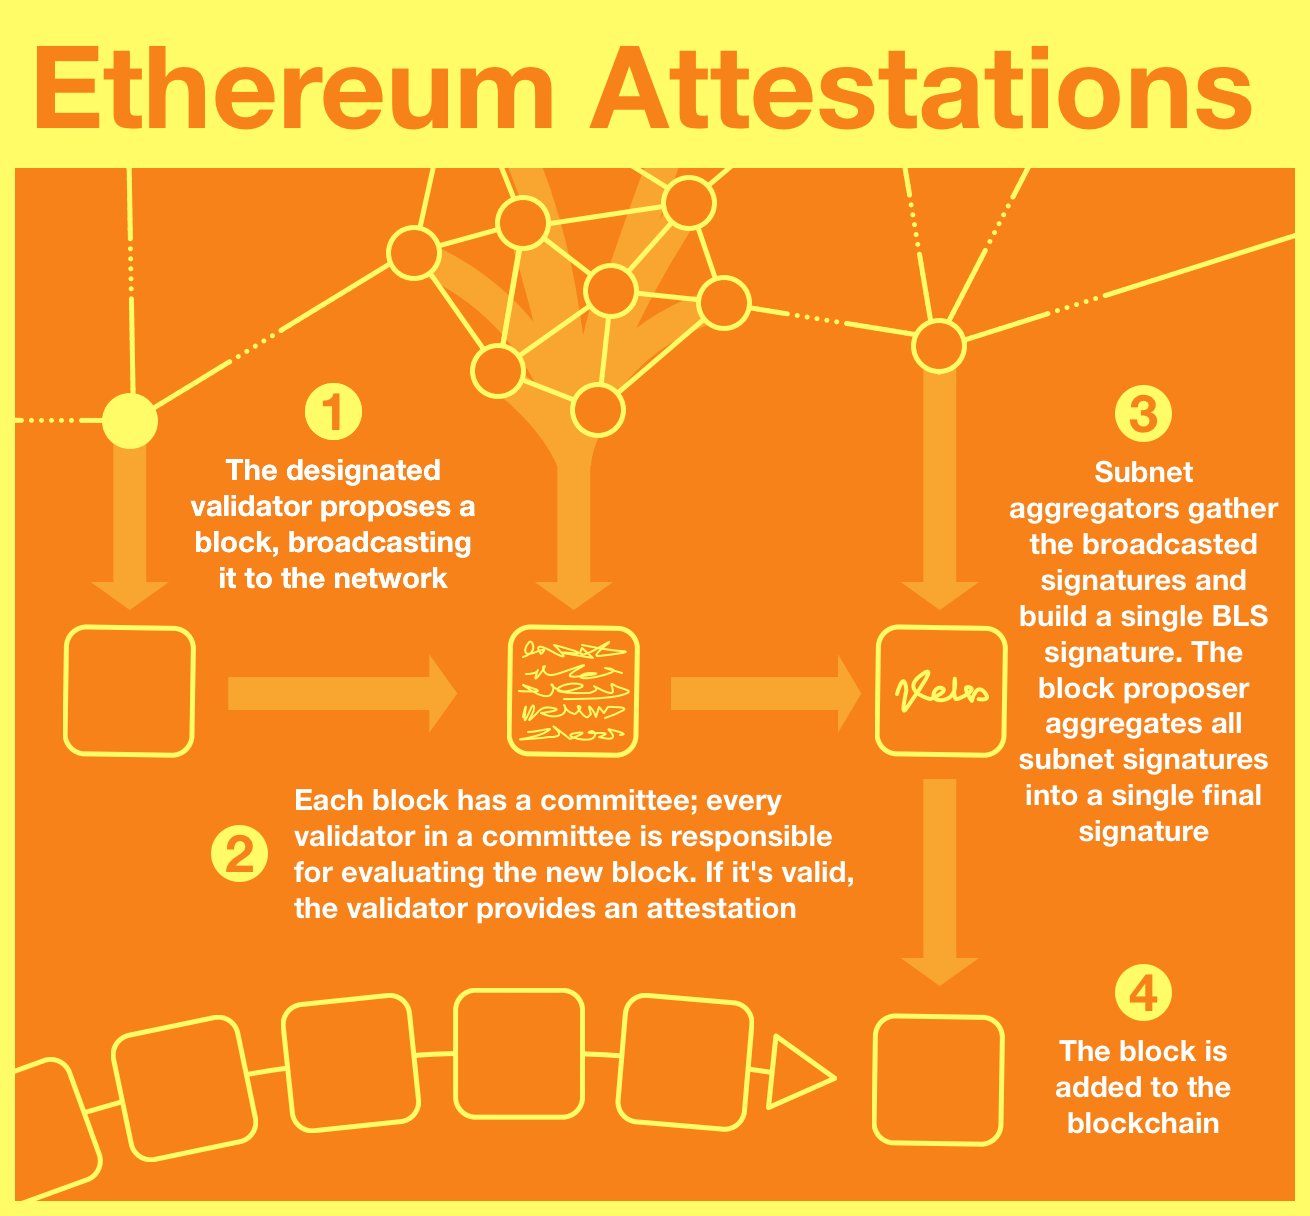 Ethereum Attestations
1
The designated
validator proposes a
block, broadcasting
it to the network
2
Each block has a committee; every
validator in a committee is responsible
for evaluating the new block. If it's valid,
the validator provides an attestation
3
Subnet
aggregators gather
the broadcasted
signatures and
build a single BLS
signature. The
block proposer
aggregates all
subnet signatures
into a single final
signature
4
The block is
added to the
blockchain